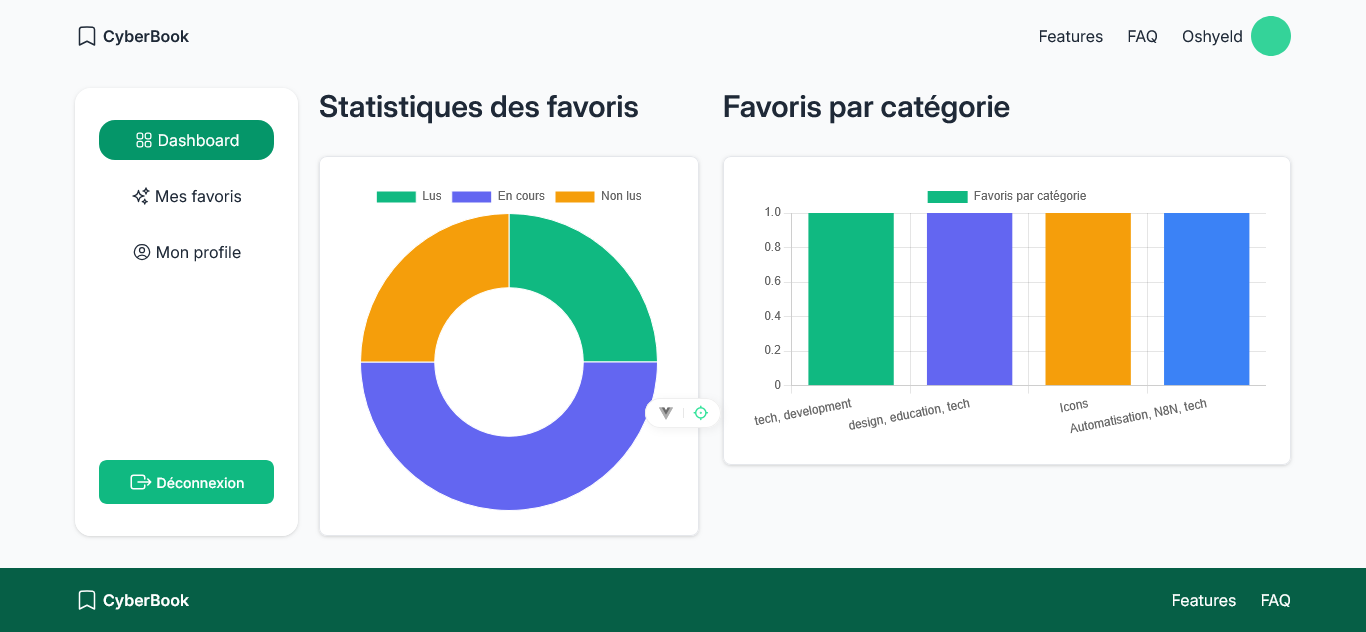 CyberBook
Features
FAQ
Oshyeld
Dashboard
Mes favoris
Mon profile
Déconnexion
Statistiques des favoris
Lus
En cours
Non lus
Favoris par catégorie
Favoris par catégorie
1.0
0.8
0.6
0.4
0.2
0
tech, development
design, education, tech
Icons
Automatisation, N8N, tech
CyberBook
Features
FAQ